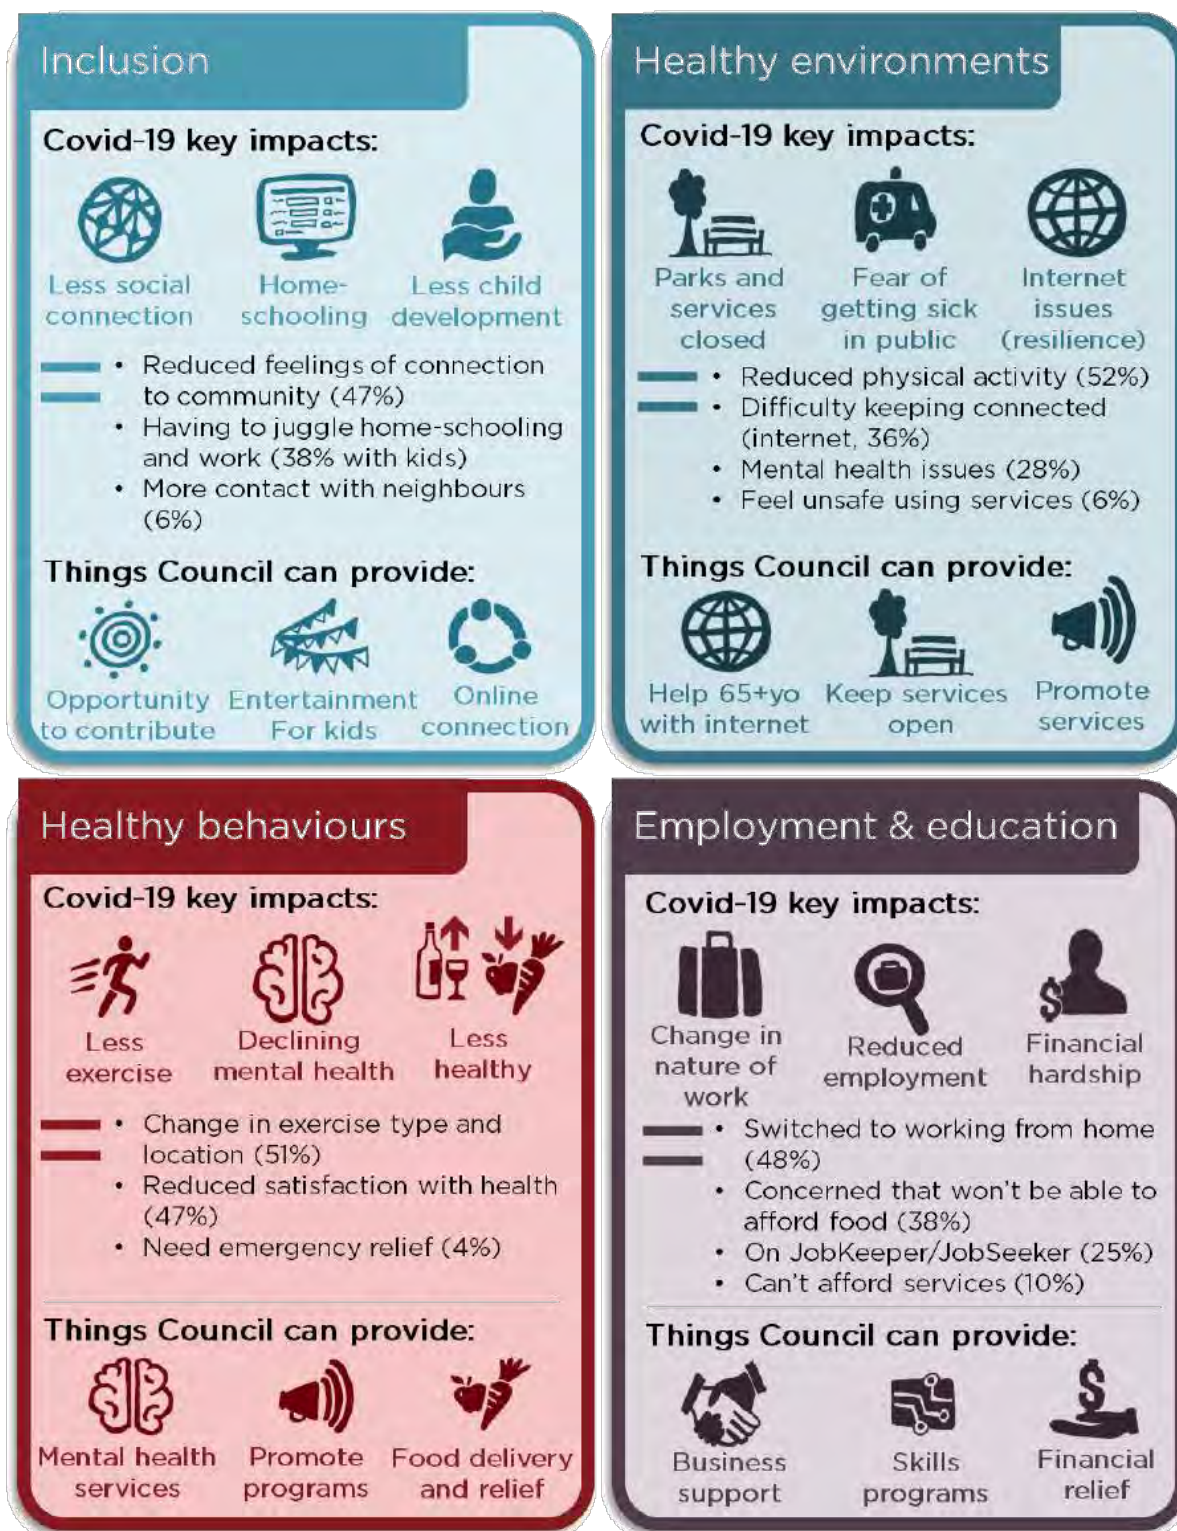 Inclusion
Covid-19 key impacts:
Less social
connection
Home-
schooling
Less child
development
• Reduced feelings of connection
to community (47%)
• Having to juggle home-schooling
and work (38% with kids)
• More contact with neighbours
(6%)
Things Council can provide:
Opportunity
to contribute
Entertainment
For kids
Online
connection
Healthy environments
Covid-19 key impacts:
Parks and
services
closed
Fear of
getting sick
in public
Internet
issues
(resilience)
• Reduced physical activity (52%)
• Difficulty keeping connected
(internet, 36%)
• Mental health issues (28%)
• Feel unsafe using services (6%)
Things Council can provide:
Help 65+yo
with internet
Keep services
open
Promote
services
Healthy behaviours
Covid-19 key impacts:
Less
exercise
Declining
mental health
Less
healthy
• Change in exercise type and
location (51%)
• Reduced satisfaction with health
(47%)
• Need emergency relief (4%)
Things Council can provide:
Mental health
services
Promote
programs
Food delivery
and relief
Employment & education
Covid-19 key impacts:
Change in
nature of
work
Reduced
employment
$
Financial
hardship
• Switched to working from home
(48%)
• Concerned that won't be able to
afford food (38%)
• On JobKeeper/JobSeeker (25%)
• Can't afford services (10%)
Things Council can provide:
Business
support
Skills
programs
$
Financial
relief